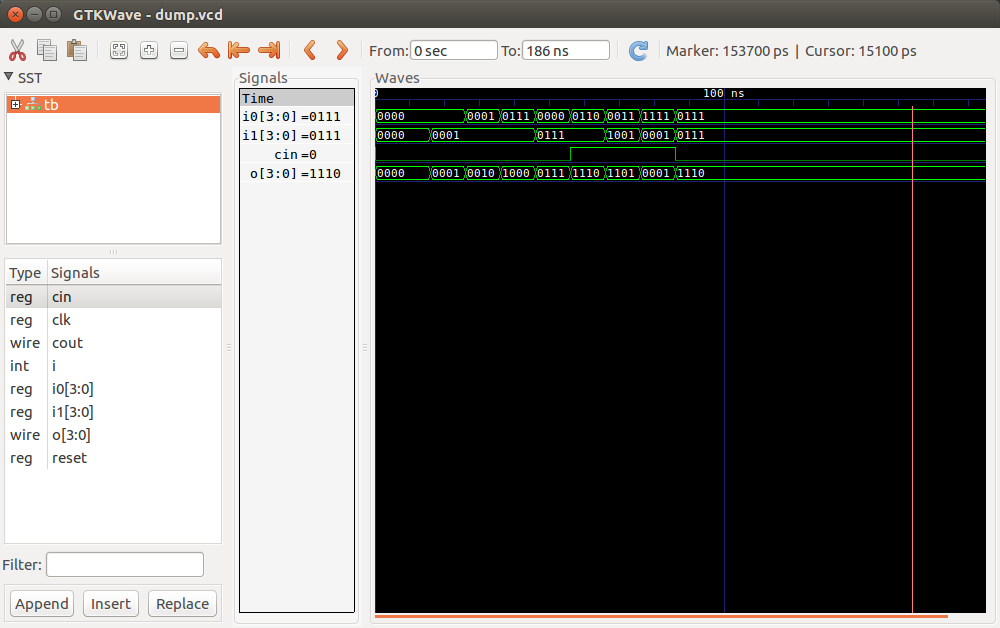 GTKWave - dump.vcd
From: 0 sec To: 186 ns Marker: 153700 ps | Cursor: 15100 ps
SST
tb
Type Signals
reg cin
reg clk
wire cout
int i
reg i0[3:0]
reg i1[3:0]
wire o[3:0]
reg reset
Filter:
Append Insert Replace
Signals
Time
i0[3:0]=0111
i1[3:0]=0111
cin=0
o[3:0]=1110
Waves
0 100 ns
0000 0001 0111 0000 0110 0011 1111 0111
0000 0001 0111 1001 0001 0111
0000 0001 0010 1000 0111 1110 1101 0001 1110